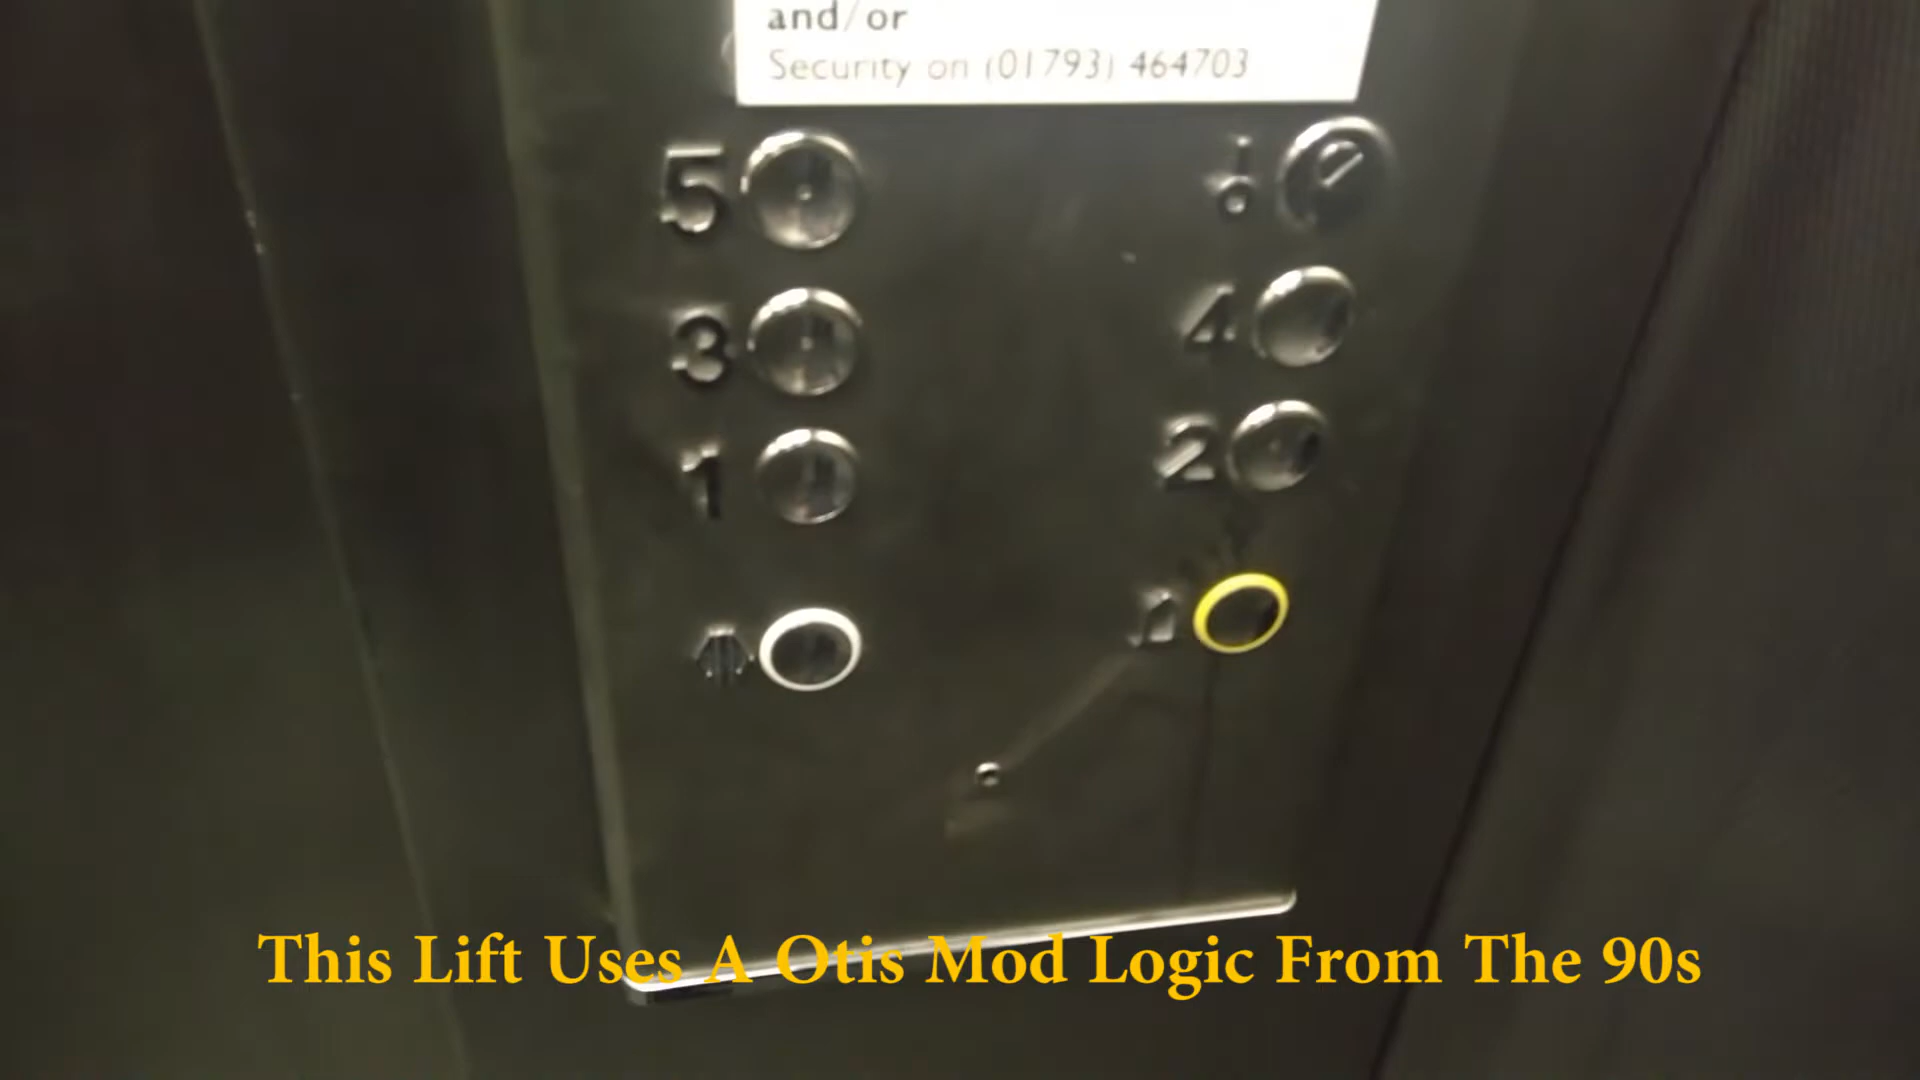 and/or
Security on (01793) 464703
5
3
4
1
2
This Lift Uses A Otis Mod Logic From The 90s